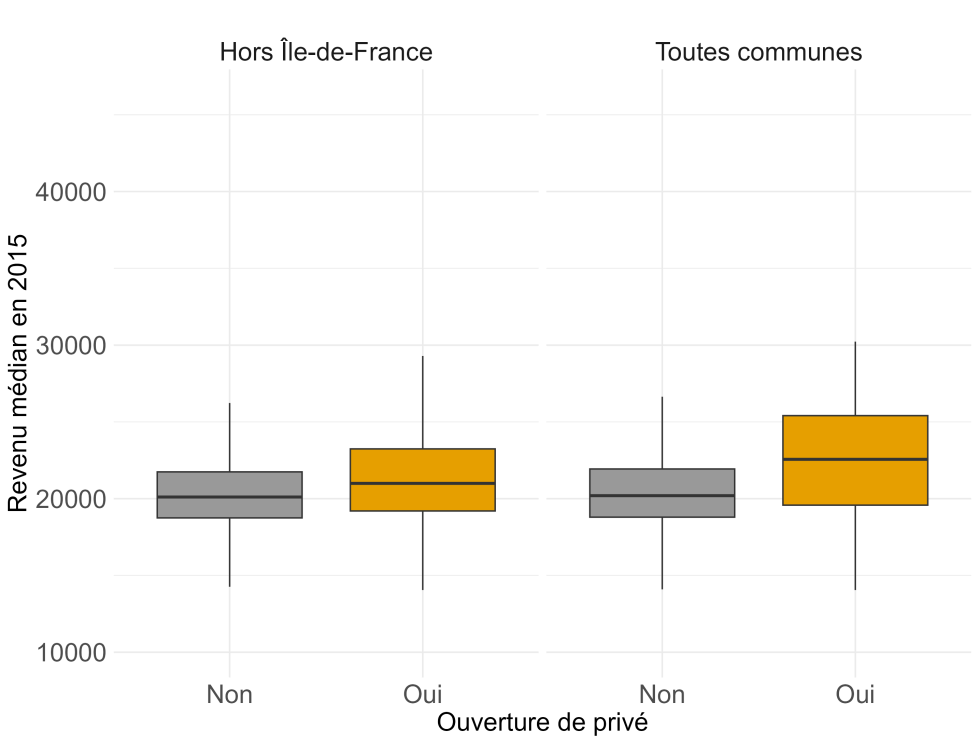 Hors Île-de-France
Toutes communes
Revenu médian en 2015
40000
30000
20000
10000
Non
Oui
Non
Oui
Ouverture de privé